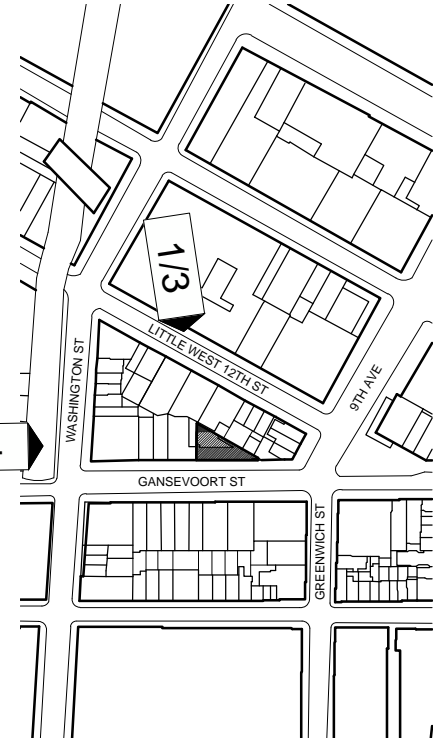 1/3
LITTLE WEST 12TH ST
WASHINGTON ST
9TH AVE
GANSEVOORT ST
GREENWICH ST